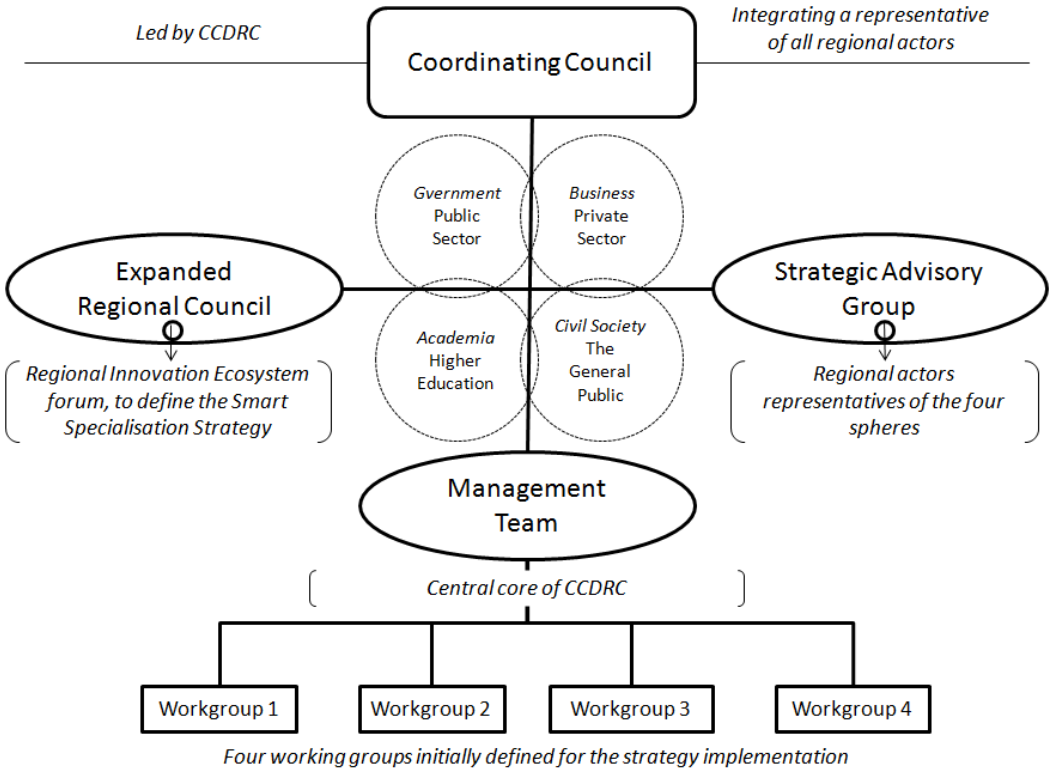 Led by CCDRC
Coordinating Council
Integrating a representative
of all regional actors
Gvernment
Public
Sector
Business
Private
Sector
Expanded
Regional Council
Strategic Advisory
Group
Academia
Higher
Education
Civil Society
The
General
Public
Regional Innovation Ecosystem
forum, to define the Smart
Specialisation Strategy
Regional actors
representatives of the four
spheres
Management
Team
Central core of CCDRC
Workgroup 1
Workgroup 2
Workgroup 3
Workgroup 4
Four working groups initially defined for the strategy implementation